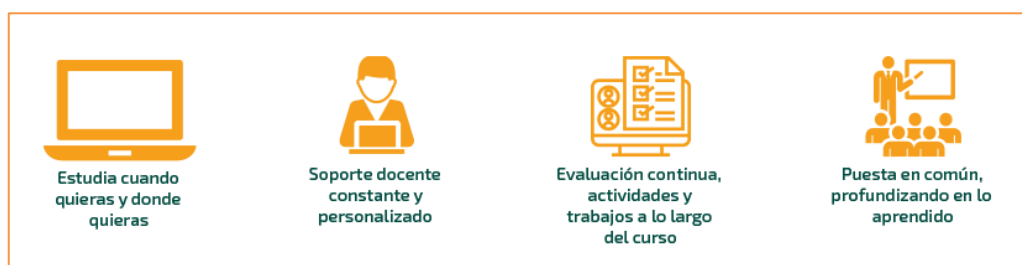 Estudia cuando
quieras y donde
quieras
Soporte docente
constante y
personalizado
Evaluación continua,
actividades y
trabajos a lo largo
del curso
Puesta en común,
profundizando en lo
aprendido